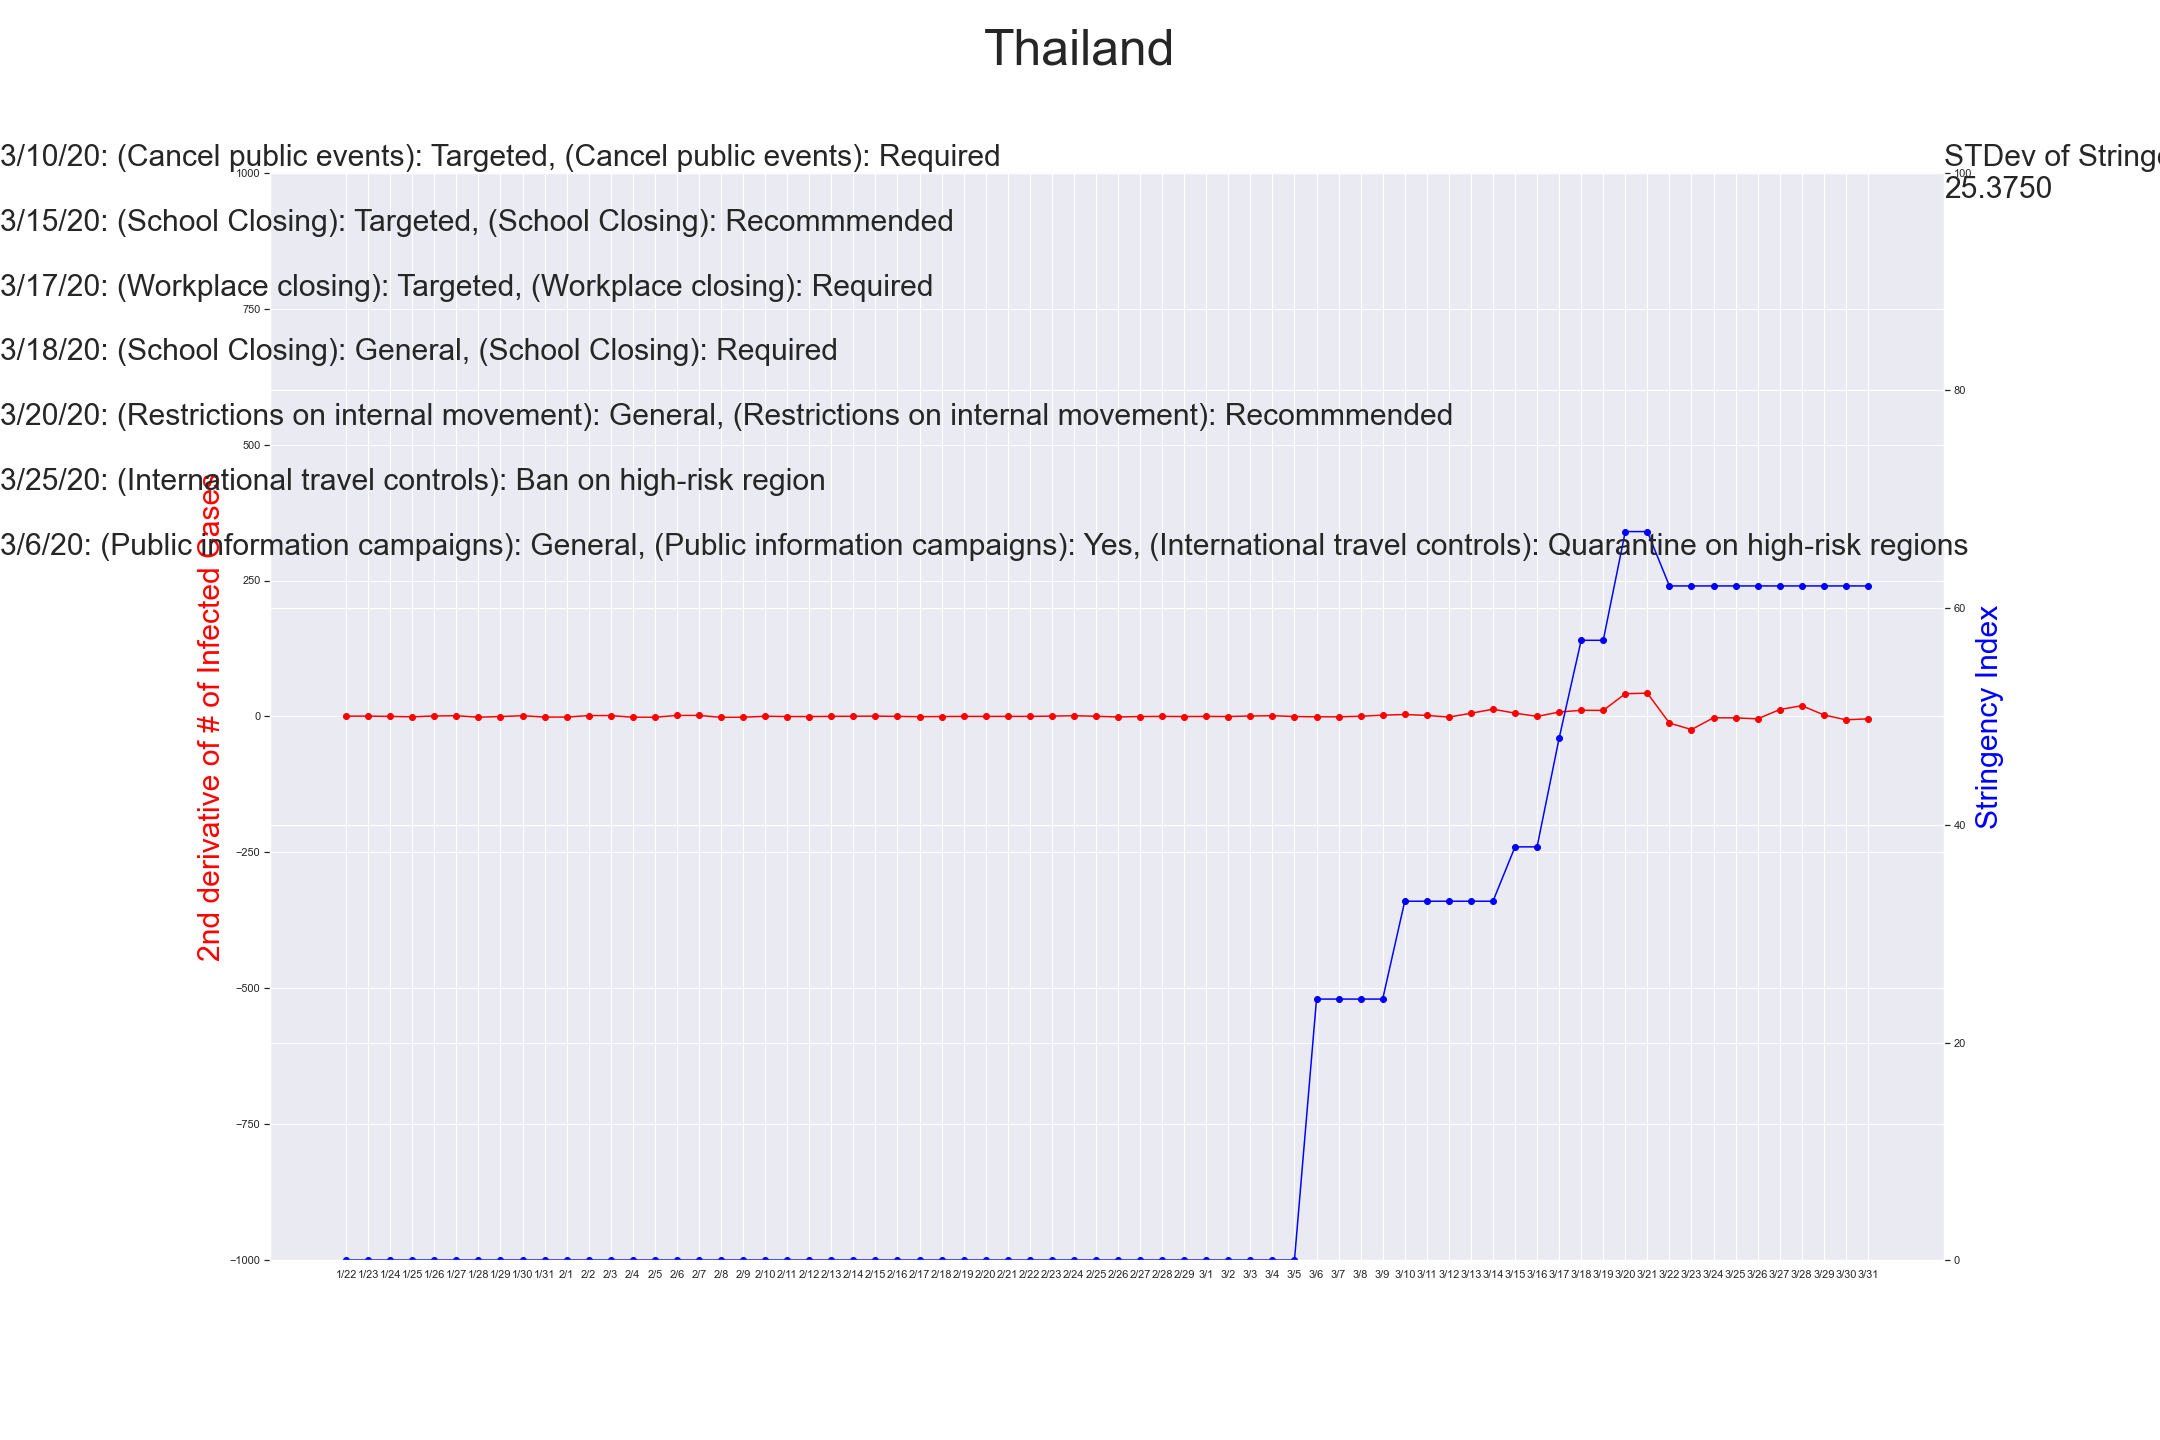 Thailand
3/10/20: (Cancel public events): Targeted, (Cancel public events): Required
STDev of Stringe
25.3750
3/15/20: (School Closing): Targeted, (School Closing): Recommmended
3/17/20: (Workplace closing): Targeted, (Workplace closing): Required
3/18/20: (School Closing): General, (School Closing): Required
3/20/20: (Restrictions on internal movement): General, (Restrictions on internal movement): Recommmended
3/25/20: (International travel controls): Ban on high-risk region
3/6/20: (Public information campaigns): General, (Public information campaigns): Yes, (International travel controls): Quarantine on high-risk regions
2nd derivative of # of Infected Cases
1000
750
500
250
0
−250
−500
−750
−1000
Stringency Index
100
80
60
40
20
0
1/22 1/23 1/24 1/25 1/26 1/27 1/28 1/29 1/30 1/31 2/1 2/2 2/3 2/4 2/5 2/6 2/7 2/8 2/9 2/10 2/11 2/12 2/13 2/14 2/15 2/16 2/17 2/18 2/19 2/20 2/21 2/22 2/23 2/24 2/25 2/26 2/27 2/28 2/29 3/1 3/2 3/3 3/4 3/5 3/6 3/7 3/8 3/9 3/10 3/11 3/12 3/13 3/14 3/15 3/16 3/17 3/18 3/19 3/20 3/21 3/22 3/23 3/24 3/25 3/26 3/27 3/28 3/29 3/30 3/31